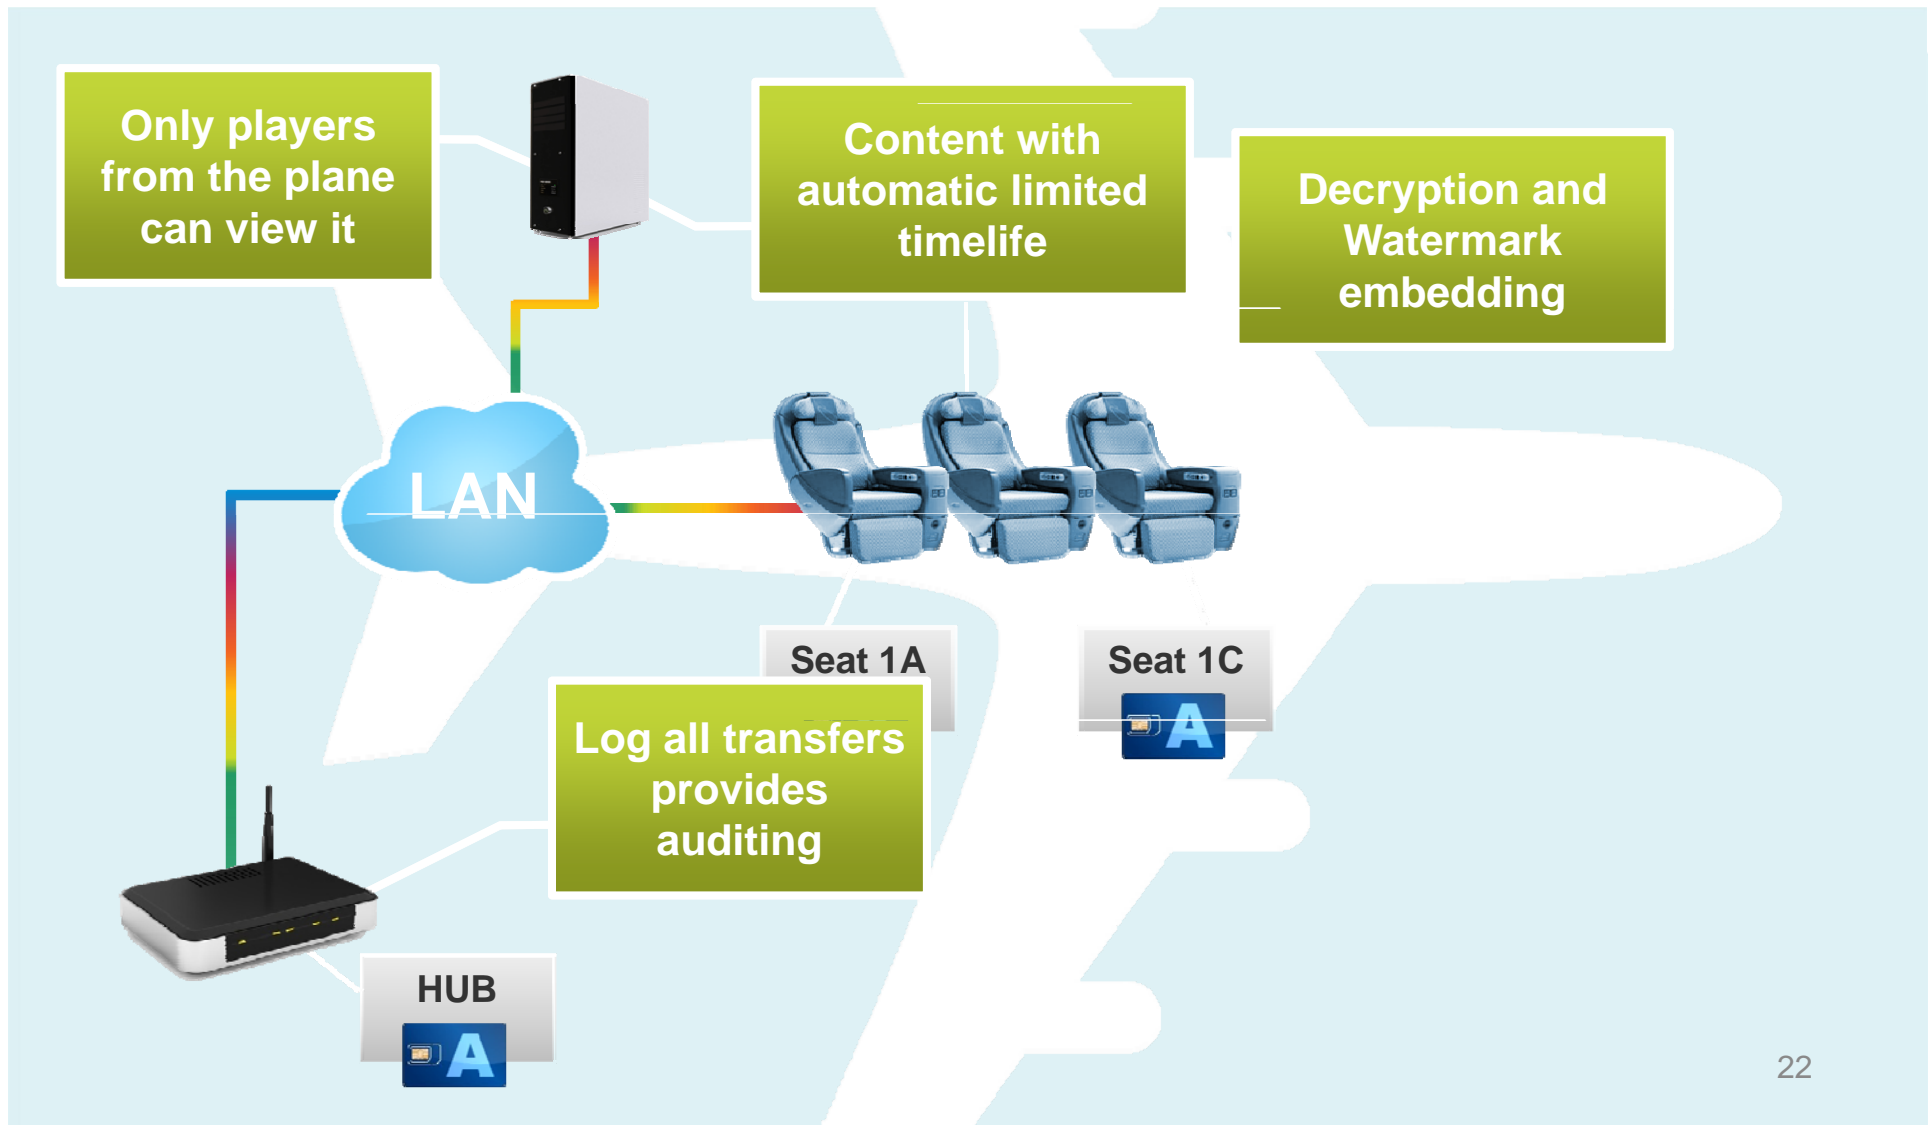 Only players
from the plane
can view it
Content with
automatic limited
timelife
Decryption and
Watermark
embedding
LAN
Seat 1A
Seat 1C
A
Log all transfers
provides
auditing
HUB
A
22